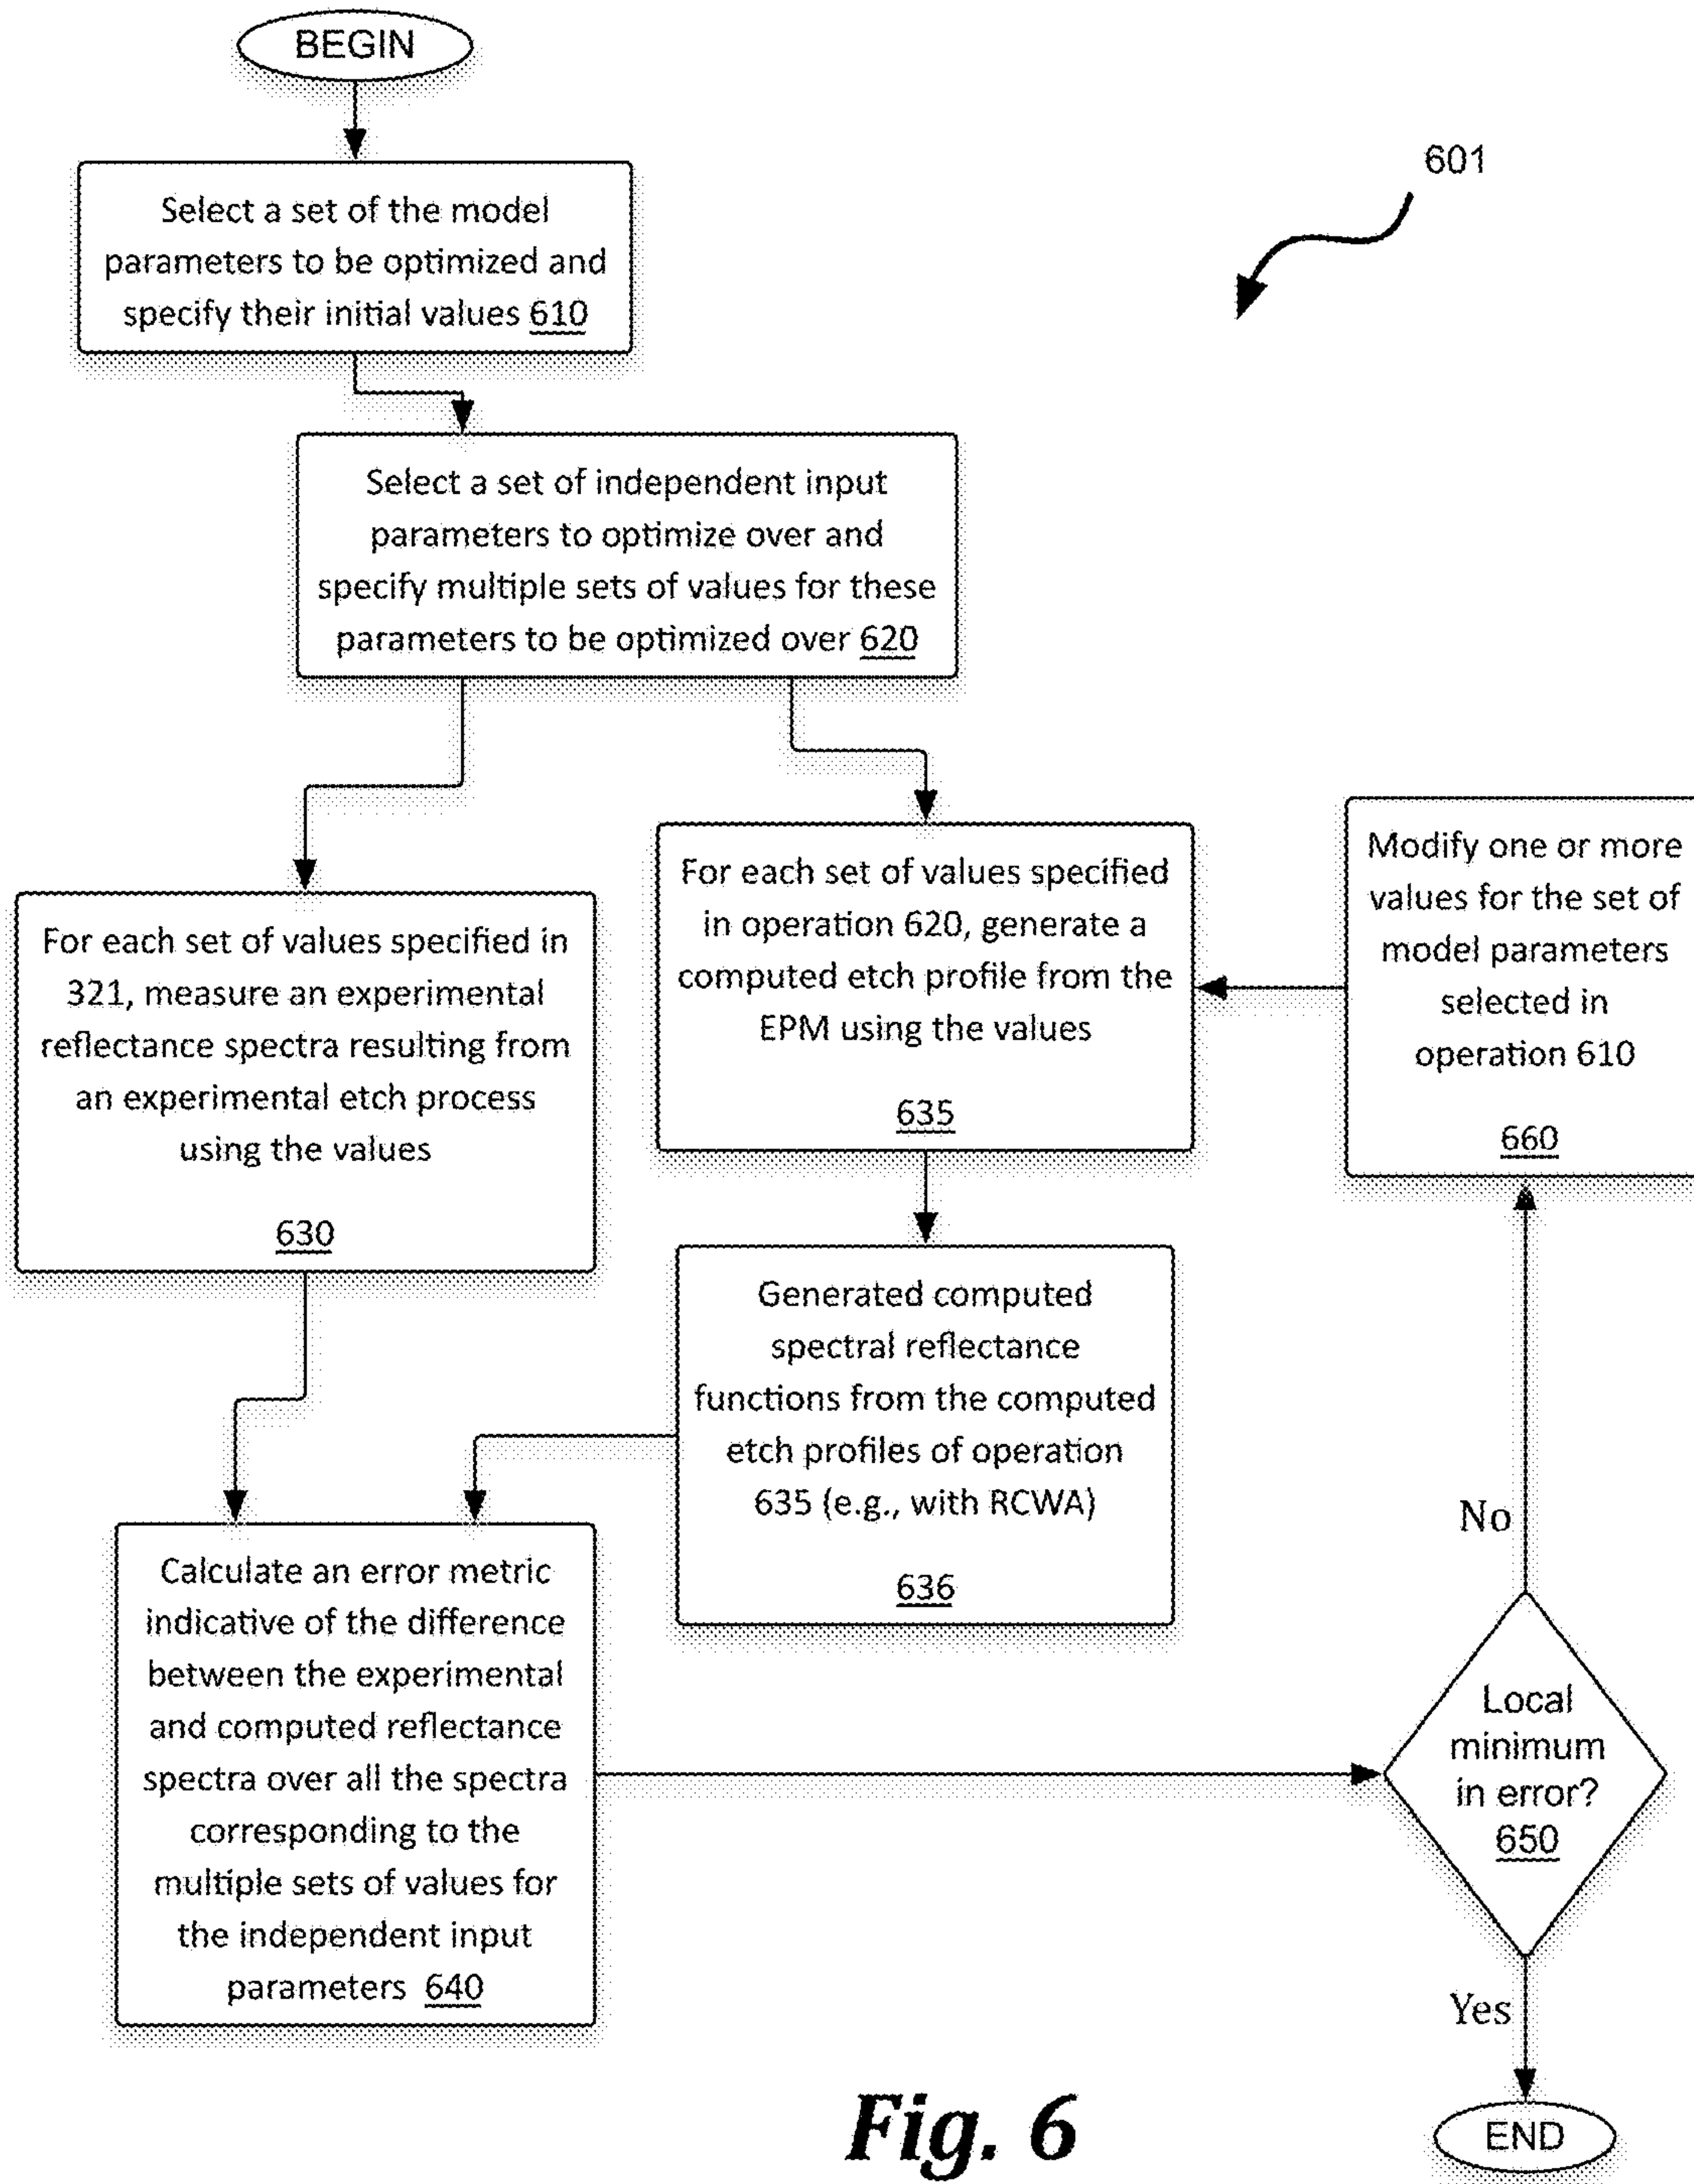 BEGIN
601
Select a set of the model
parameters to be optimized and
specify their initial values 610
Select a set of independent input
parameters to optimize over and
specify multiple sets of values for these
parameters to be optimized over 620
For each set of values specified in
321, measure an experimental
reflectance spectra resulting from
an experimental etch process
using the values
630
For each set of values specified
in operation 620, generate a
computed etch profile from the
EPM using the values
635
Modify one or more
values for the set of
model parameters
selected in
operation 610
660
Generated computed
spectral reflectance
functions from the computed
etch profiles of operation
635 (e.g., with RCWA)
636
Calculate an error metric
indicative of the difference
between the experimental
and computed reflectance
spectra over all the spectra
corresponding to the
multiple sets of values for
the independent input
parameters 640
No
Local
minimum
in error?
650
Yes
END
Fig. 6